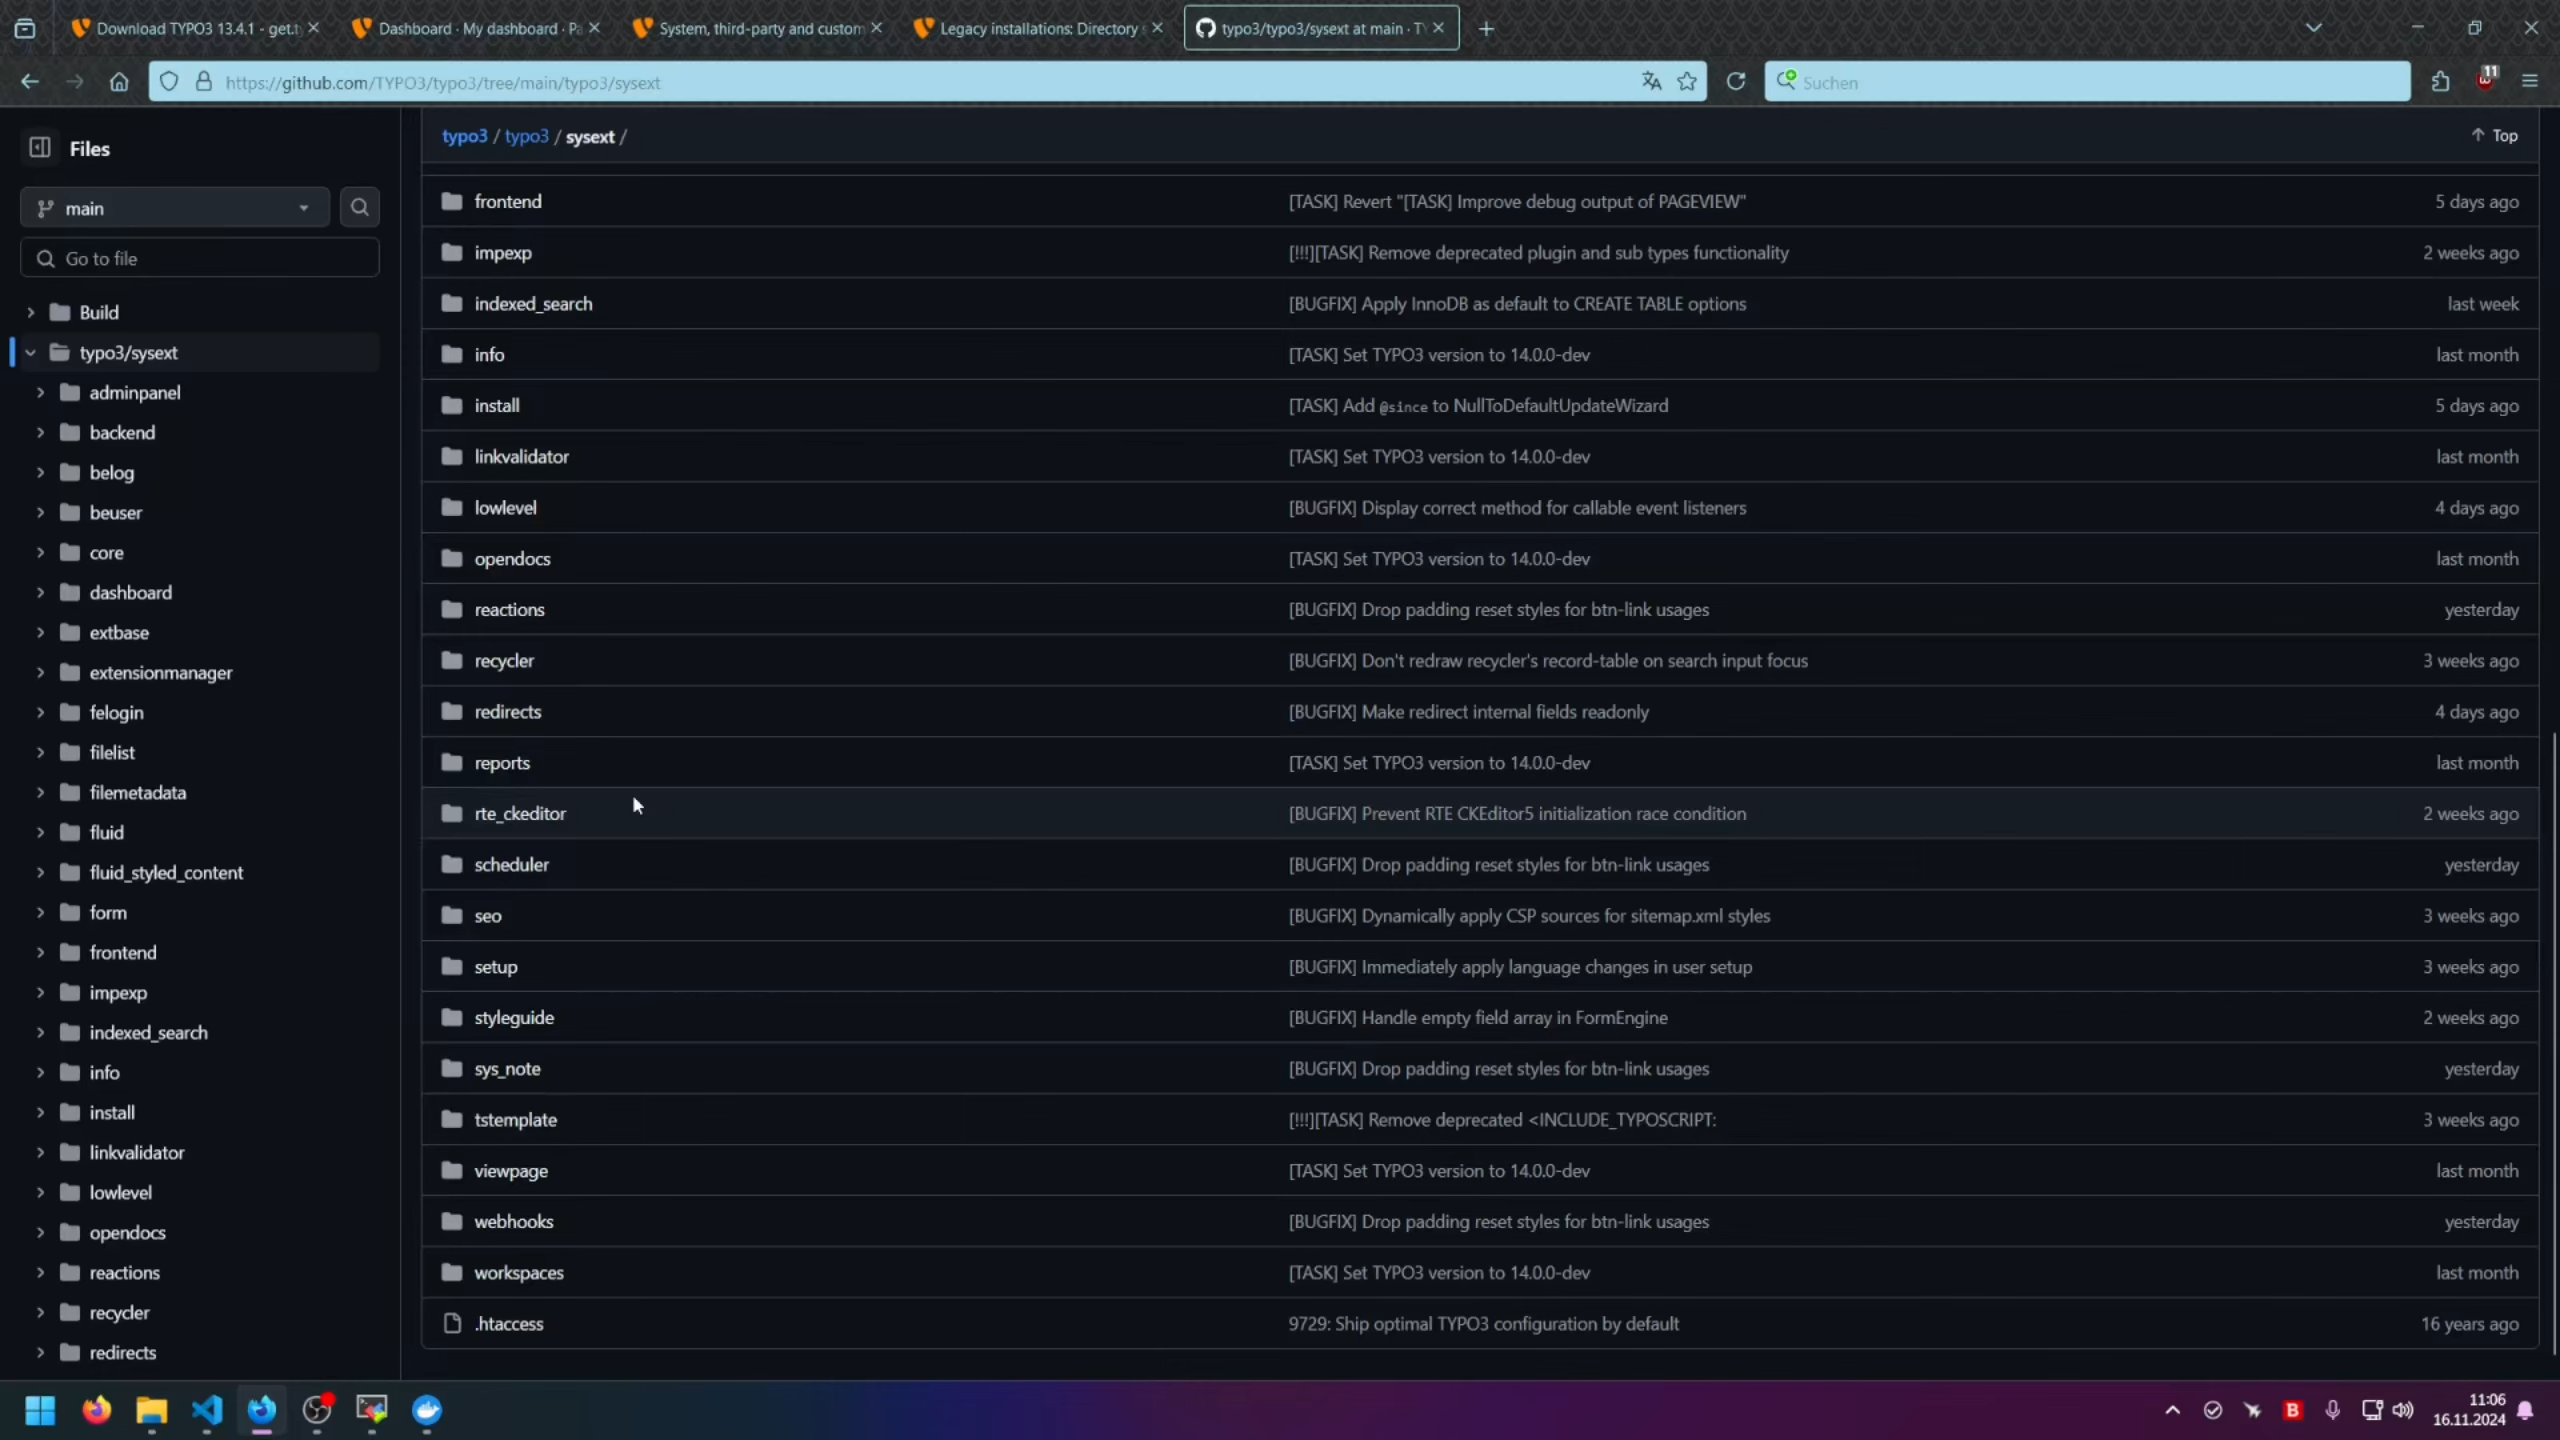 Download TYPO3 13.4.1 - get.t
Dashboard · My dashboard · Pa
System, third-party and custom
Legacy installations: Directory s
typo3/typo3/sysext at main · TY
https://github.com/TYPO3/typo3/tree/main/typo3/sysext
Suchen
11
Files
typo3 / typo3 / sysext /
Top
main
Go to file
Build
typo3/sysext
adminpanel
backend
belog
beuser
core
dashboard
extbase
extensionmanager
felogin
filelist
filemetadata
fluid
fluid_styled_content
form
frontend
impexp
indexed_search
info
install
linkvalidator
lowlevel
opendocs
reactions
recycler
redirects
frontend [TASK] Revert "[TASK] Improve debug output of PAGEVIEW" 5 days ago
impexp [!!!][TASK] Remove deprecated plugin and sub types functionality 2 weeks ago
indexed_search [BUGFIX] Apply InnoDB as default to CREATE TABLE options last week
info [TASK] Set TYPO3 version to 14.0.0-dev last month
install [TASK] Add @since to NullToDefaultUpdateWizard 5 days ago
linkvalidator [TASK] Set TYPO3 version to 14.0.0-dev last month
lowlevel [BUGFIX] Display correct method for callable event listeners 4 days ago
opendocs [TASK] Set TYPO3 version to 14.0.0-dev last month
reactions [BUGFIX] Drop padding reset styles for btn-link usages yesterday
recycler [BUGFIX] Don't redraw recycler's record-table on search input focus 3 weeks ago
redirects [BUGFIX] Make redirect internal fields readonly 4 days ago
reports [TASK] Set TYPO3 version to 14.0.0-dev last month
rte_ckeditor [BUGFIX] Prevent RTE CKEditor5 initialization race condition 2 weeks ago
scheduler [BUGFIX] Drop padding reset styles for btn-link usages yesterday
seo [BUGFIX] Dynamically apply CSP sources for sitemap.xml styles 3 weeks ago
setup [BUGFIX] Immediately apply language changes in user setup 3 weeks ago
styleguide [BUGFIX] Handle empty field array in FormEngine 2 weeks ago
sys_note [BUGFIX] Drop padding reset styles for btn-link usages yesterday
tstemplate [!!!][TASK] Remove deprecated <INCLUDE_TYPOSCRIPT: 3 weeks ago
viewpage [TASK] Set TYPO3 version to 14.0.0-dev last month
webhooks [BUGFIX] Drop padding reset styles for btn-link usages yesterday
workspaces [TASK] Set TYPO3 version to 14.0.0-dev last month
.htaccess 9729: Ship optimal TYPO3 configuration by default 16 years ago
B
11:06
16.11.2024